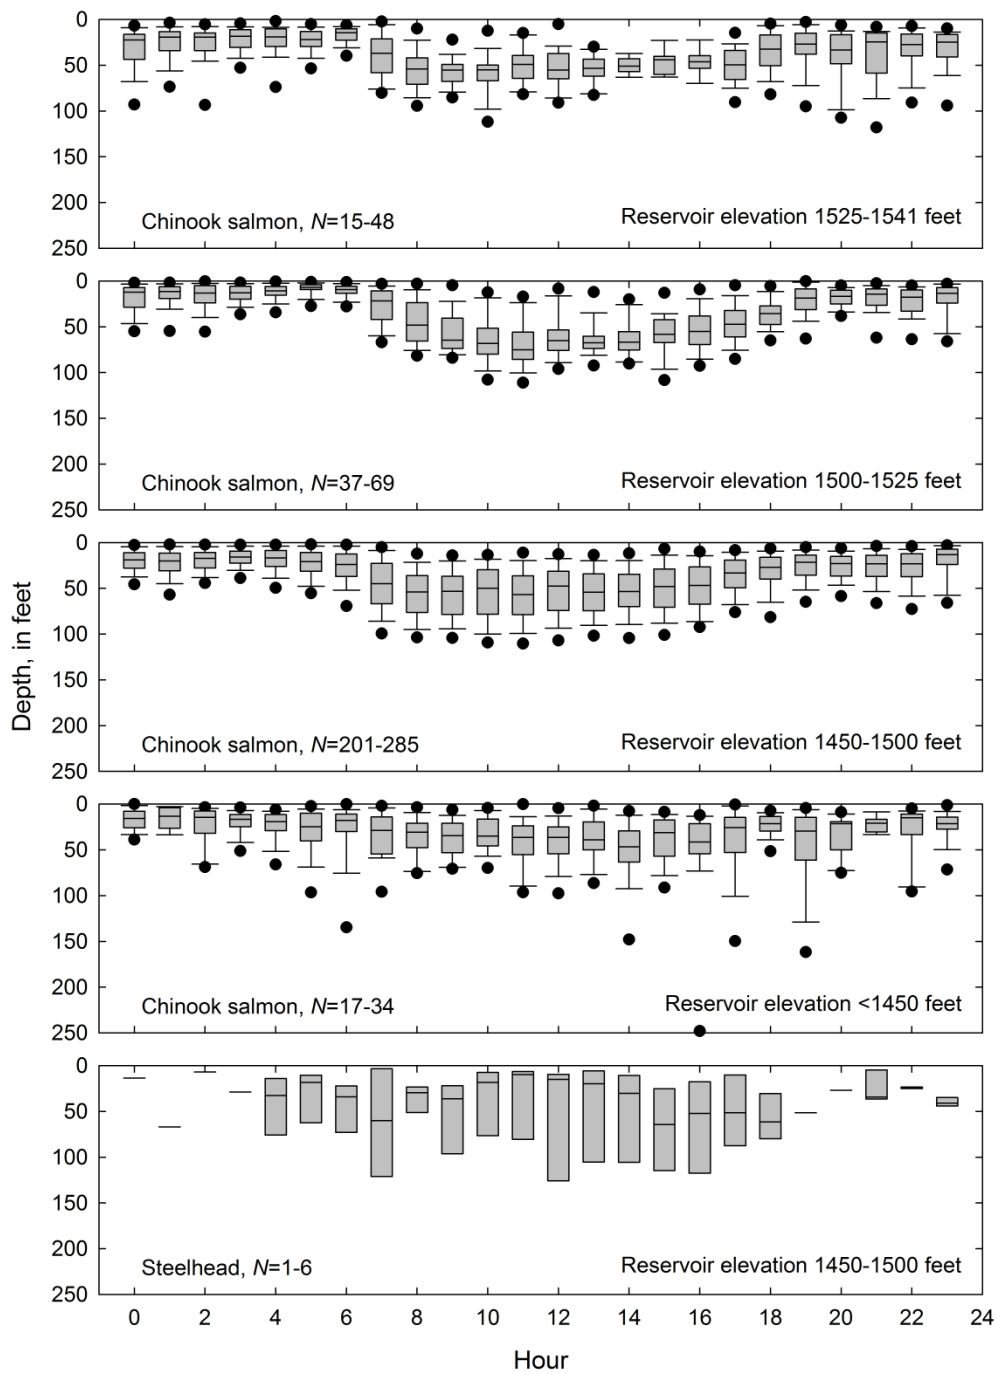 0
50
100
150
200
250
Chinook salmon, N=15-48
Reservoir elevation 1525-1541 feet
0
50
100
150
200
250
Chinook salmon, N=37-69
Reservoir elevation 1500-1525 feet
0
50
100
150
200
250
Chinook salmon, N=201-285
Reservoir elevation 1450-1500 feet
0
50
100
150
200
250
Chinook salmon, N=17-34
Reservoir elevation <1450 feet
0
50
100
150
200
250
Steelhead, N=1-6
Reservoir elevation 1450-1500 feet
Depth, in feet
0 2 4 6 8 10 12 14 16 18 20 22 24
Hour